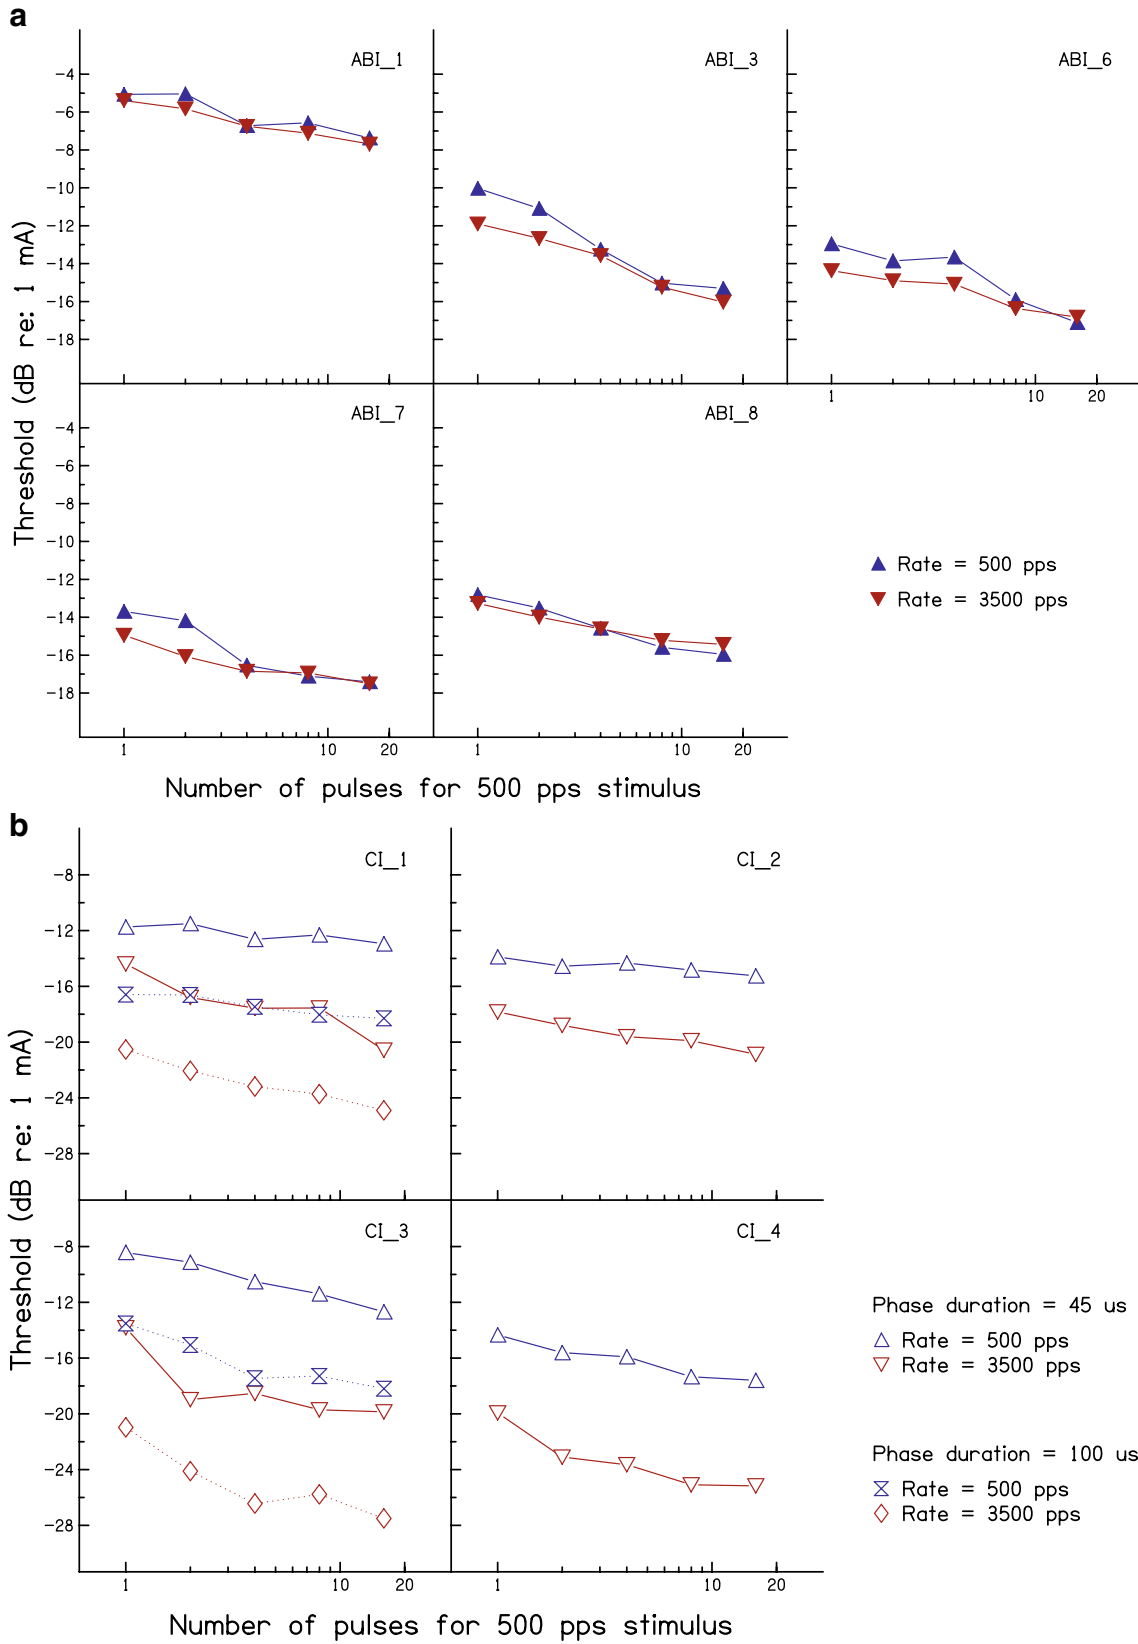 a
ABI_1
ABI_3
ABI_6
-4
-6
-8
-10
-12
-14
-16
-18
1
10
20
ABI_7
ABI_8
-4
-6
-8
-10
-12
-14
-16
-18
1
10
20
1
10
20
Threshold (dB re: 1 mA)
Rate = 500 pps
Rate = 3500 pps
Number of pulses for 500 pps stimulus
b
CI_1
CI_2
-8
-12
-16
-20
-24
-28
CI_3
CI_4
-8
-12
-16
-20
-24
-28
1
10
20
1
10
20
Threshold (dB re: 1 mA)
Phase duration = 45 us
Rate = 500 pps
Rate = 3500 pps
Phase duration = 100 us
Rate = 500 pps
Rate = 3500 pps
Number of pulses for 500 pps stimulus